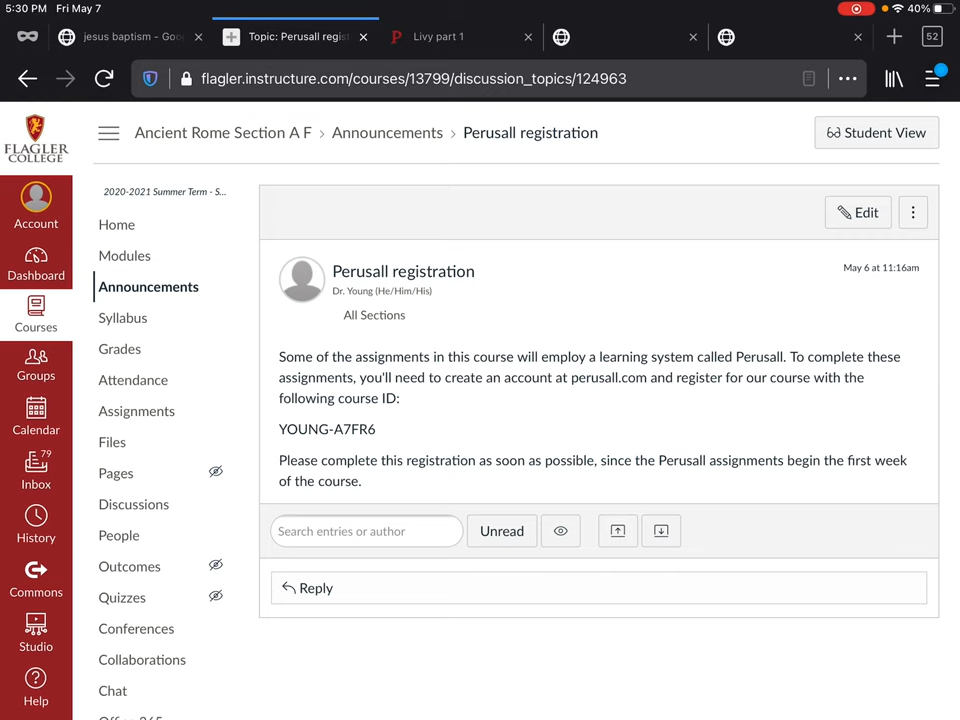 5:30 PM Fri May 7
40%
jesus baptism - Goo
Topic: Perusall regist
Livy part 1
52
flagler.instructure.com/courses/13799/discussion_topics/124963
FLAGLER
COLLEGE
Ancient Rome Section A F > Announcements > Perusall registration
Student View
Account
Dashboard
Courses
Groups
Calendar
79
Inbox
History
Commons
Studio
Help
2020-2021 Summer Term - S...
Home
Modules
Announcements
Syllabus
Grades
Attendance
Assignments
Files
Pages
Discussions
People
Outcomes
Quizzes
Conferences
Collaborations
Chat
Office 365
Edit
Perusall registration
May 6 at 11:16am
Dr. Young (He/Him/His)
All Sections
Some of the assignments in this course will employ a learning system called Perusall. To complete these
assignments, you'll need to create an account at perusall.com and register for our course with the
following course ID:
YOUNG-A7FR6
Please complete this registration as soon as possible, since the Perusall assignments begin the first week
of the course.
Search entries or author
Unread
Reply